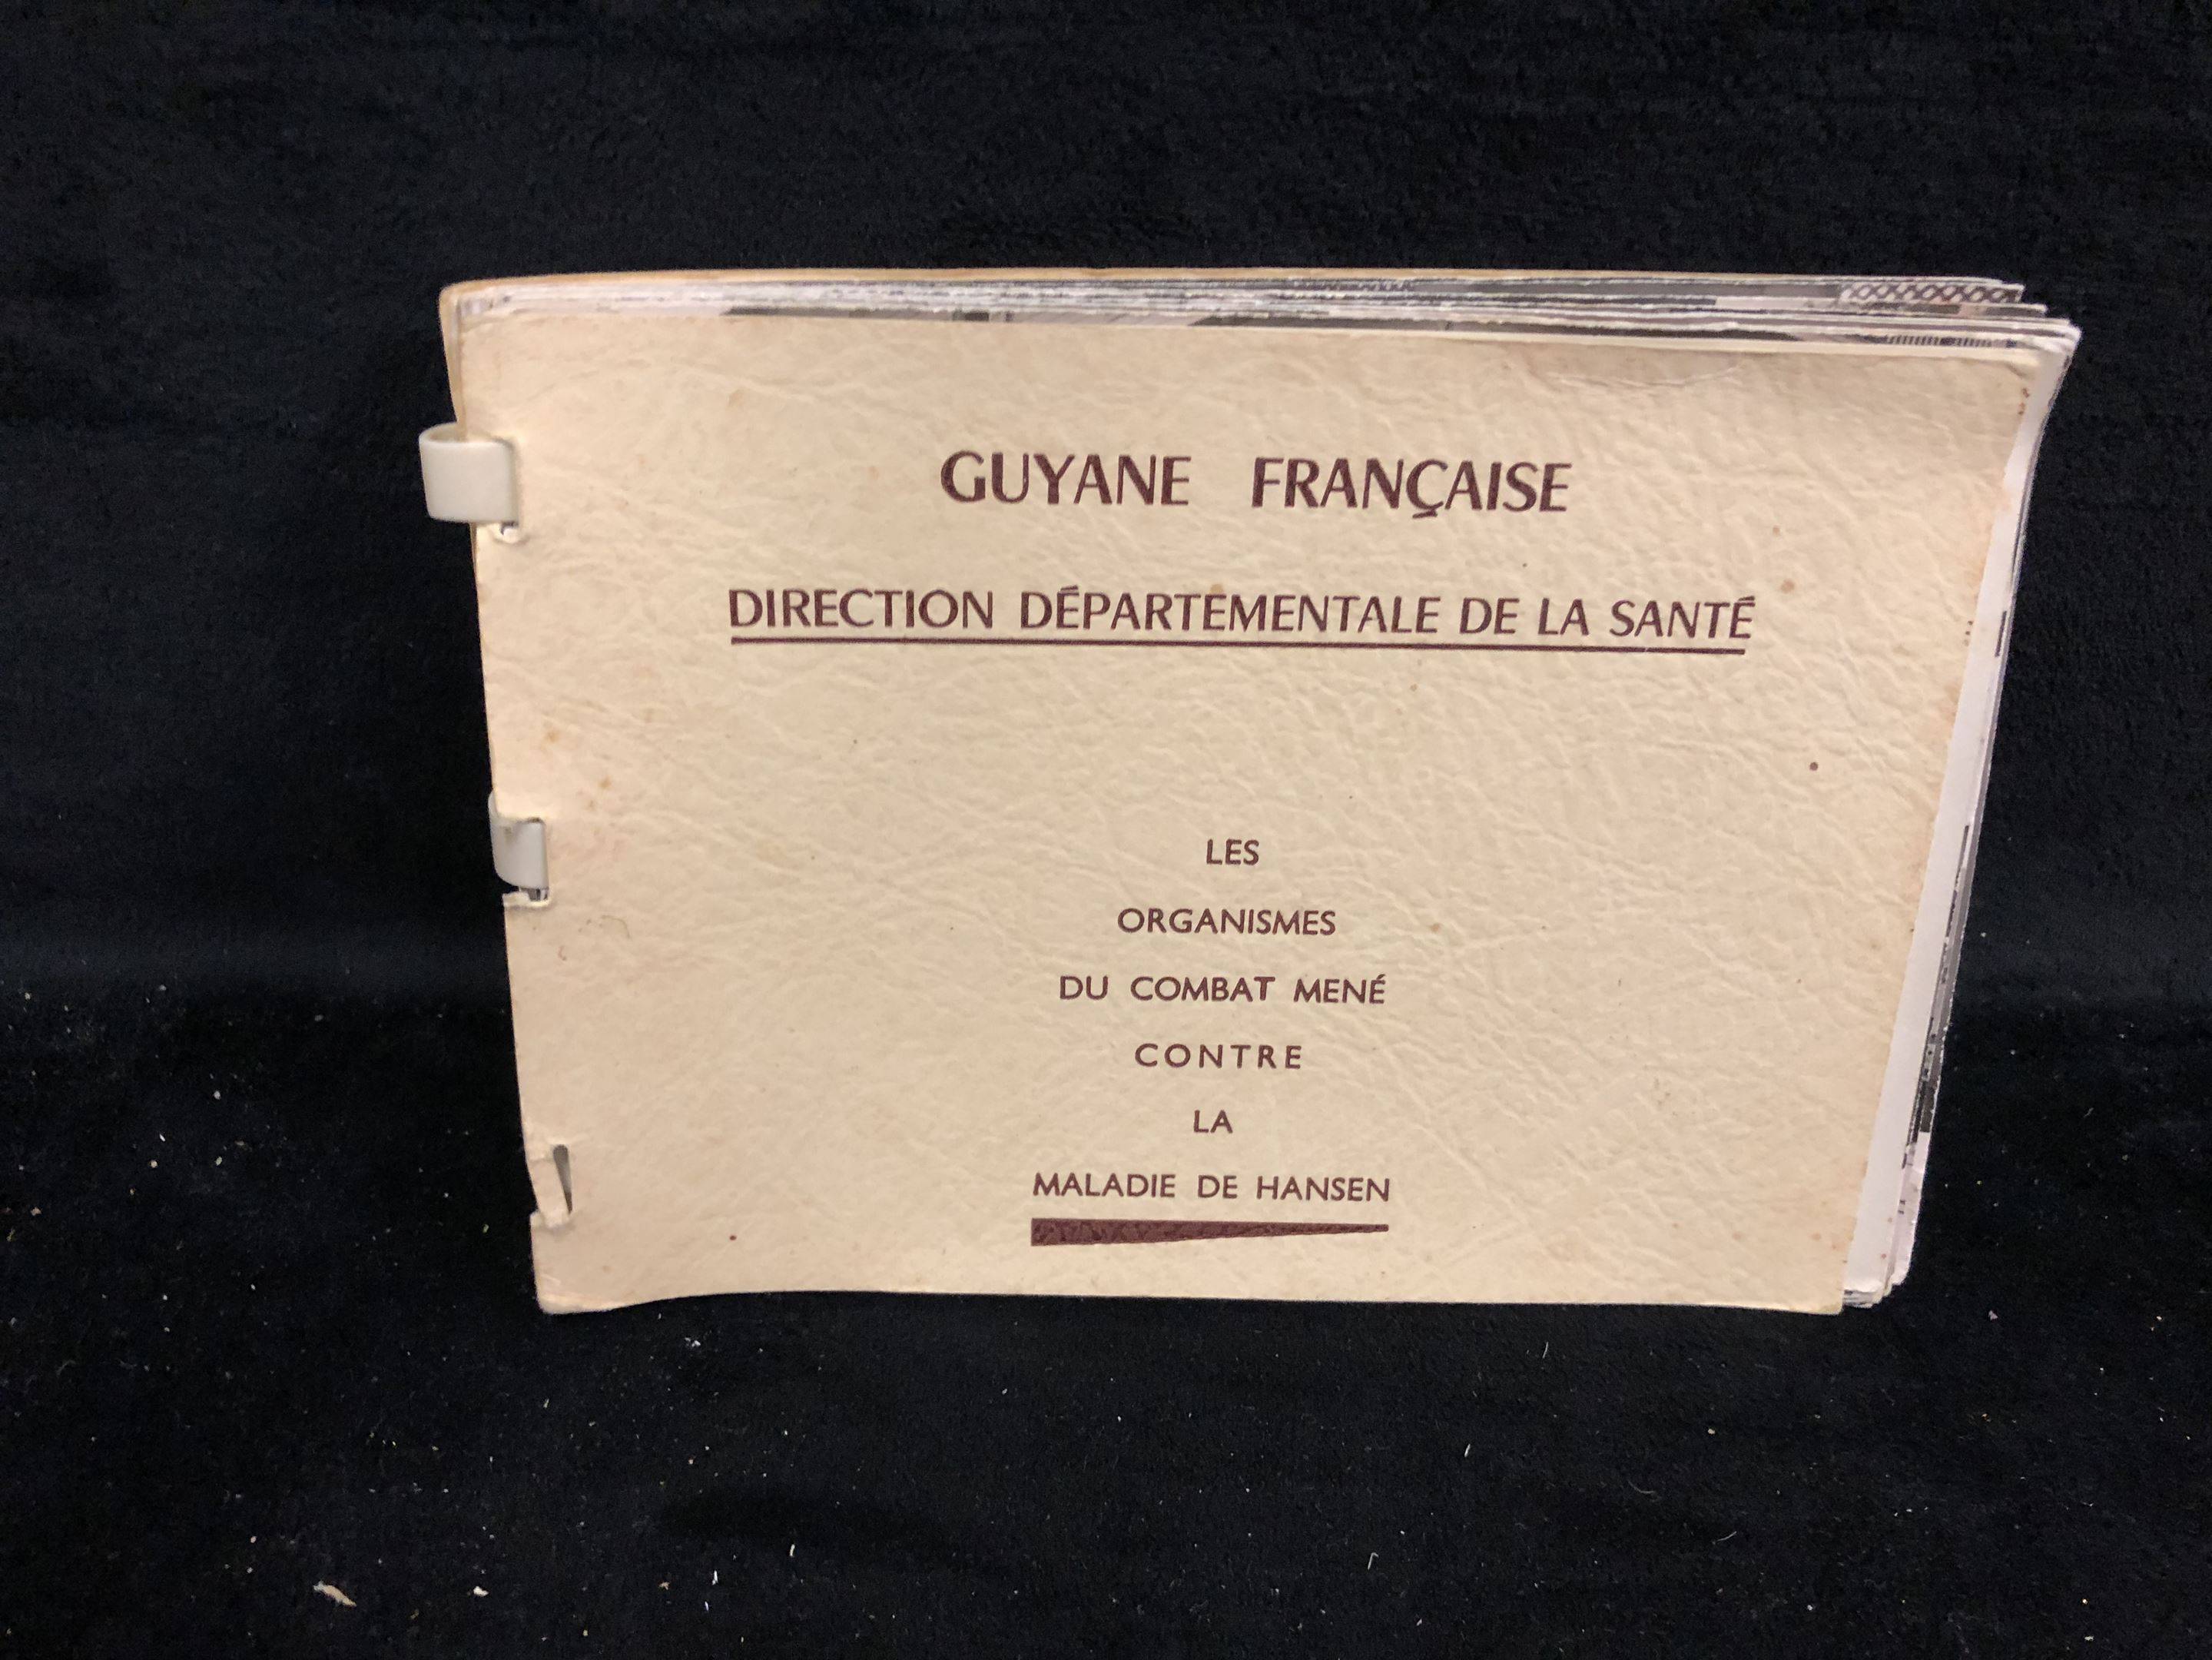 GUYANE FRANÇAISE
DIRECTION DÉPARTEMENTALE DE LA SANTÉ
LES
ORGANISMES
DU COMBAT MENÉ
CONTRE
LA
MALADIE DE HANSEN